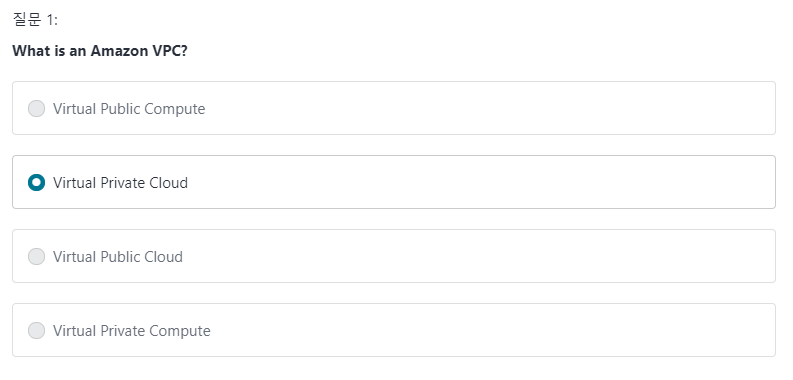 질문 1:
What is an Amazon VPC?
Virtual Public Compute
Virtual Private Cloud
Virtual Public Cloud
Virtual Private Compute